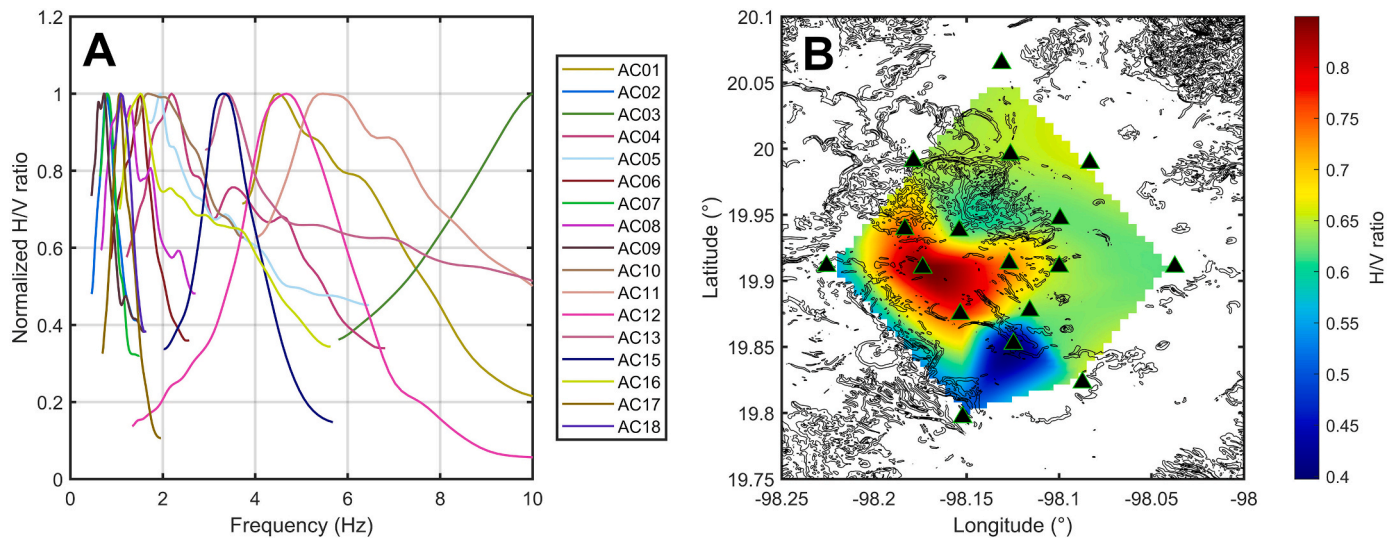 A
1.2
1
0.8
0.6
0.4
0.2
0
Normalized H/V ratio
0 2 4 6 8 10
Frequency (Hz)
AC01
AC02
AC03
AC04
AC05
AC06
AC07
AC08
AC09
AC10
AC11
AC12
AC13
AC15
AC16
AC17
AC18
B
20.1
20.05
20
19.95
19.9
19.85
19.8
19.75
Latitude (°)
-98.25 -98.2 -98.15 -98.1 -98.05 -98
Longitude (°)
0.8
0.75
0.7
0.65
0.6
0.55
0.5
0.45
0.4
H/V ratio